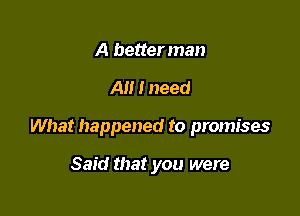 A better man
All I need
What happened to promises
Said that you were